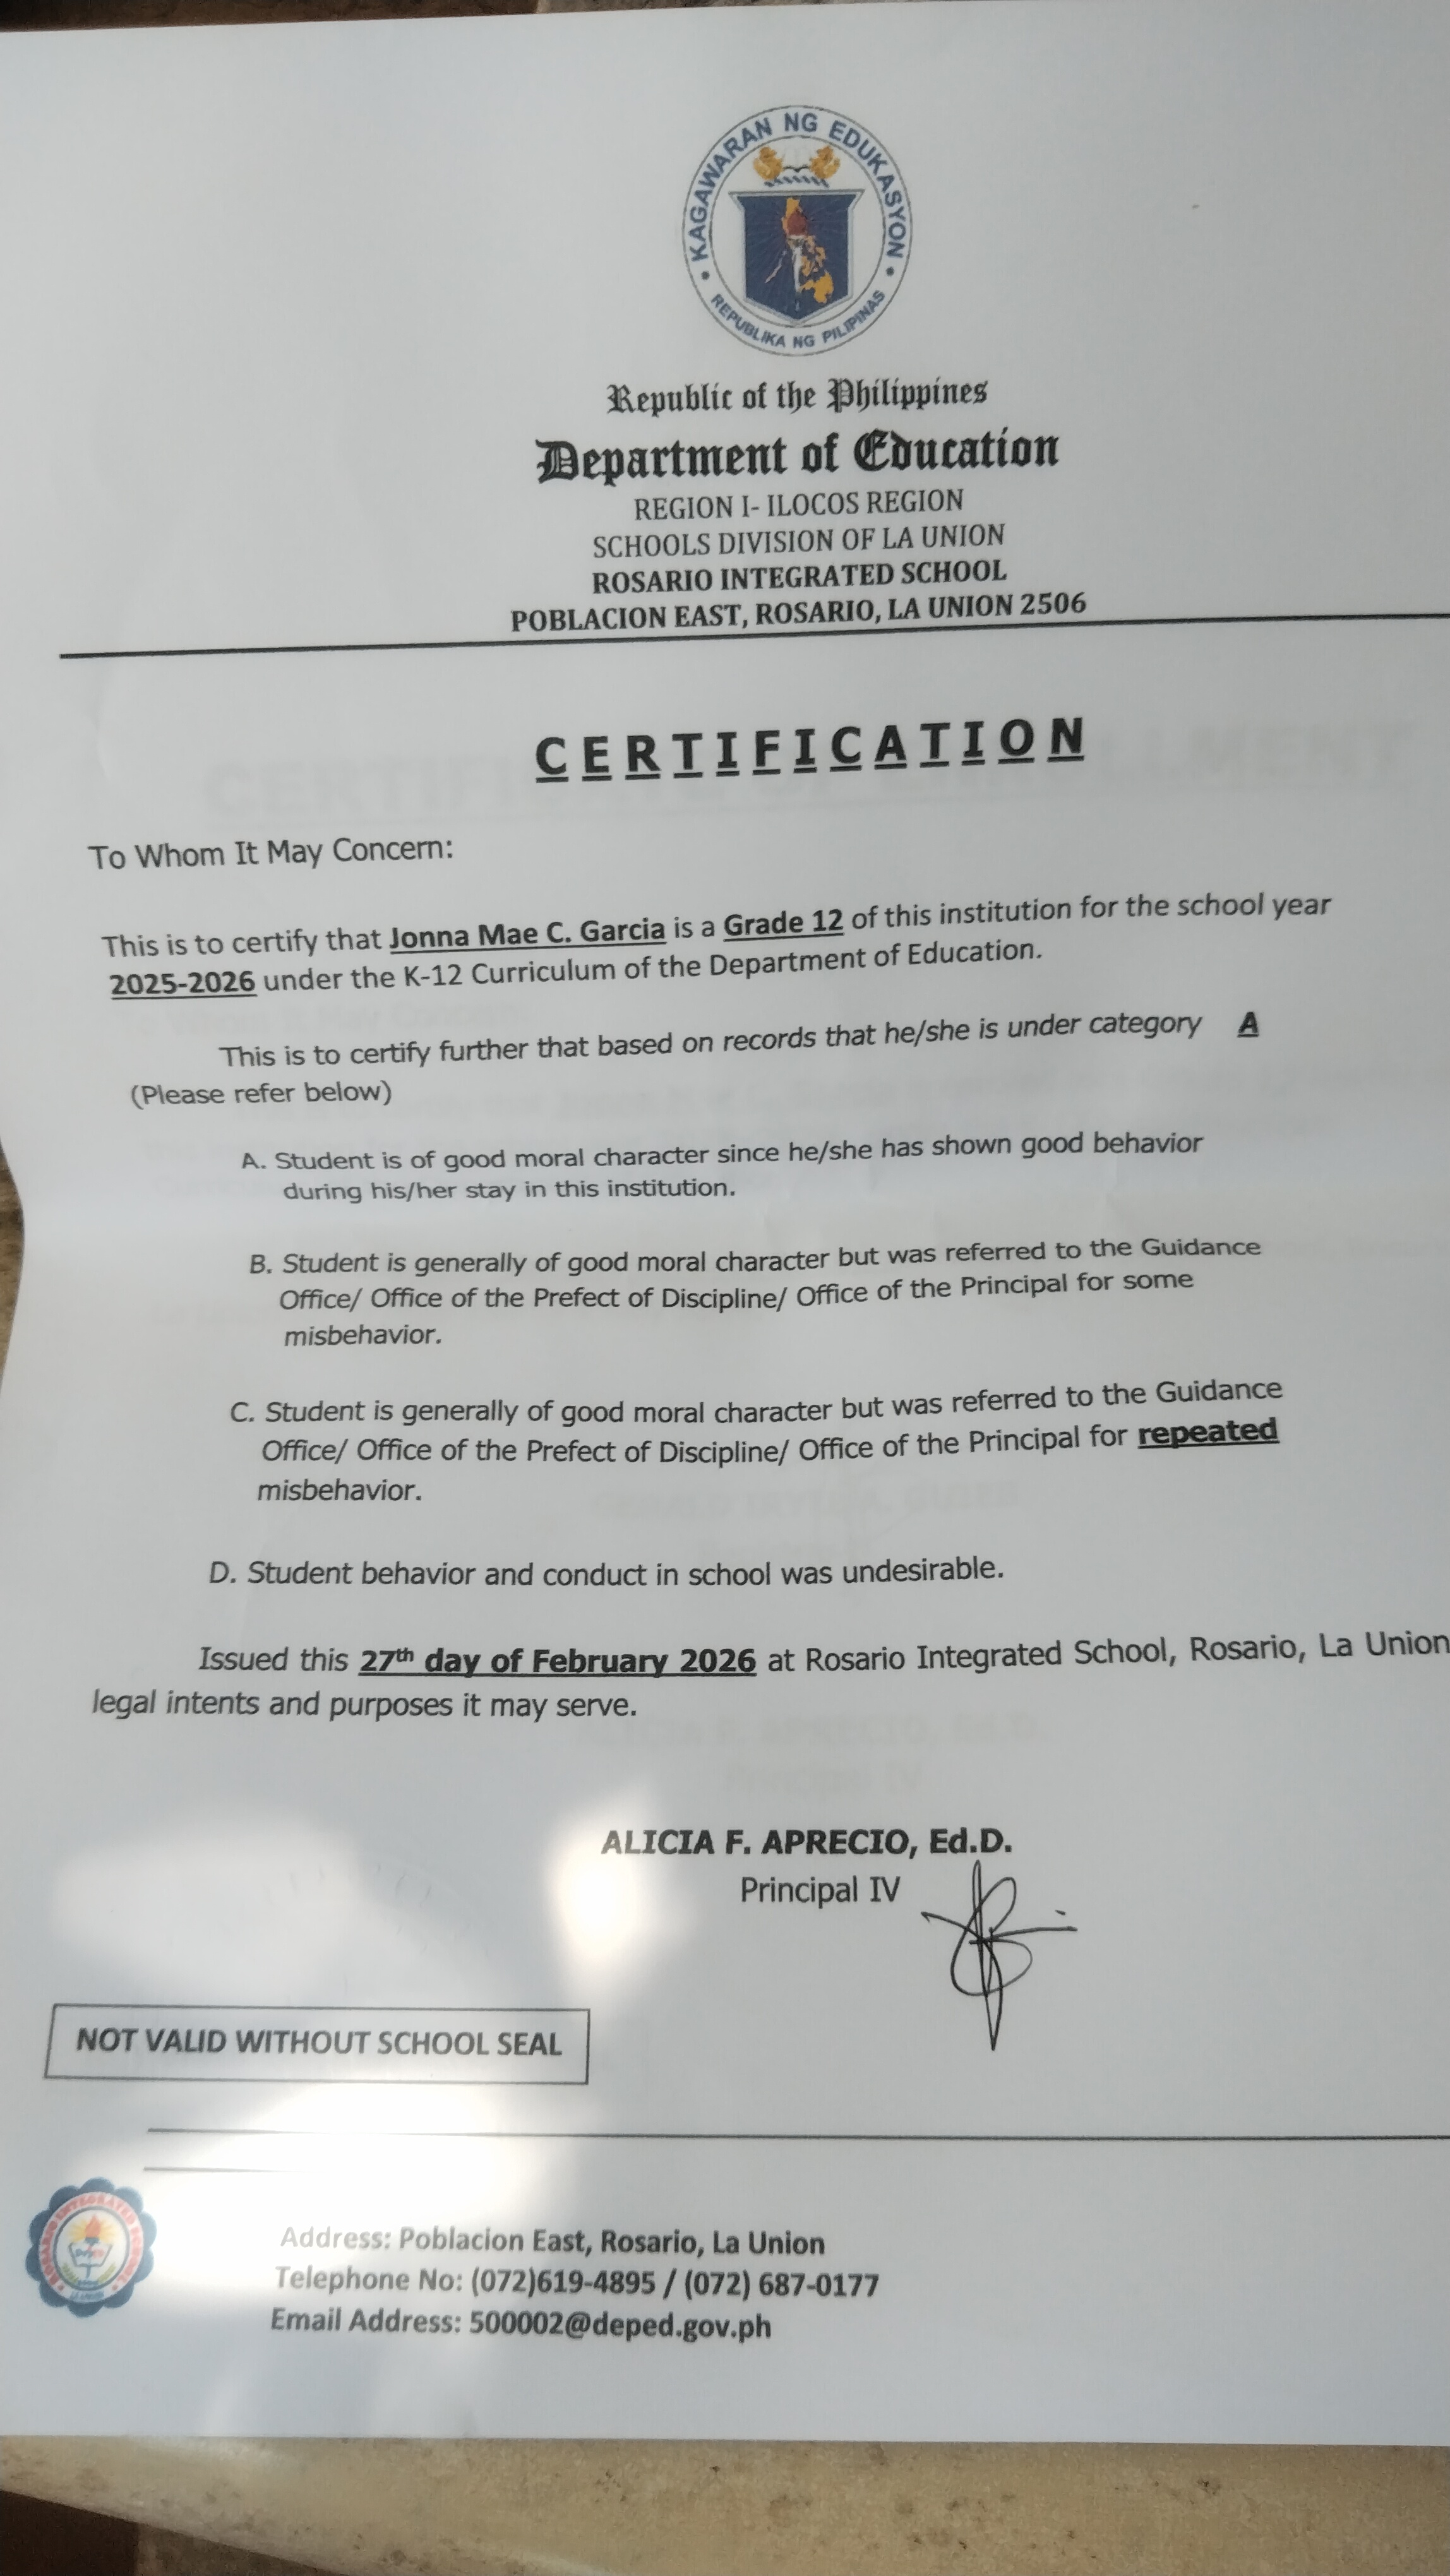 KAGAWARAN NG EDUKASYON
REPUBLIKA NG PILIPINAS
Republic of the Philippines
Department of Education
REGION I- ILOCOS REGION
SCHOOLS DIVISION OF LA UNION
ROSARIO INTEGRATED SCHOOL
POBLACION EAST, ROSARIO, LA UNION 2506
CERTIFICATION
To Whom It May Concern:
This is to certify that Jonna Mae C. Garcia is a Grade 12 of this institution for the school year
2025-2026 under the K-12 Curriculum of the Department of Education.
This is to certify further that based on records that he/she is under category A
(Please refer below)
A. Student is of good moral character since he/she has shown good behavior
during his/her stay in this institution.
B. Student is generally of good moral character but was referred to the Guidance
Office/ Office of the Prefect of Discipline/ Office of the Principal for some
misbehavior.
C. Student is generally of good moral character but was referred to the Guidance
Office/ Office of the Prefect of Discipline/ Office of the Principal for repeated
misbehavior.
D. Student behavior and conduct in school was undesirable.
Issued this 27th day of February 2026 at Rosario Integrated School, Rosario, La Union
legal intents and purposes it may serve.
ALICIA F. APRECIO, Ed.D.
Principal IV
NOT VALID WITHOUT SCHOOL SEAL
Address: Poblacion East, Rosario, La Union
Telephone No: (072)619-4895 / (072) 687-0177
Email Address: 500002@deped.gov.ph